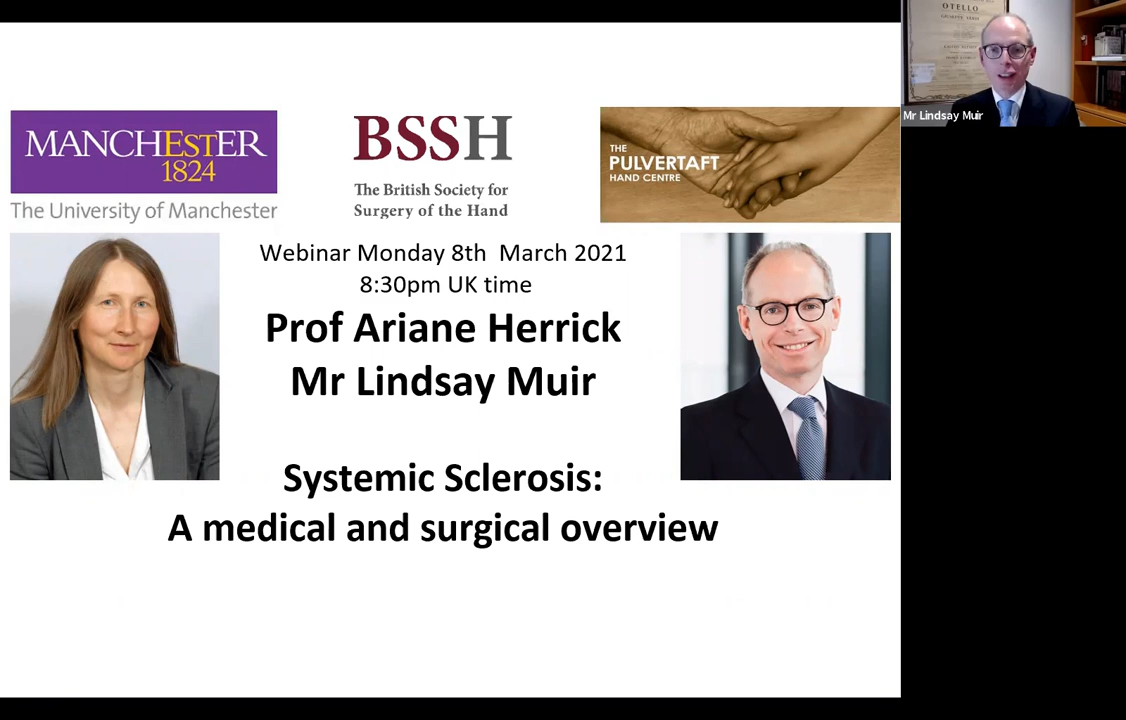 OTELLO
Mr Lindsay Muir
MANCHESTER
1824
The University of Manchester
BSSH
The British Society for
Surgery of the Hand
THE
PULVERTAFT
HAND CENTRE
Webinar Monday 8th March 2021
8:30pm UK time
Prof Ariane Herrick
Mr Lindsay Muir
Systemic Sclerosis:
A medical and surgical overview